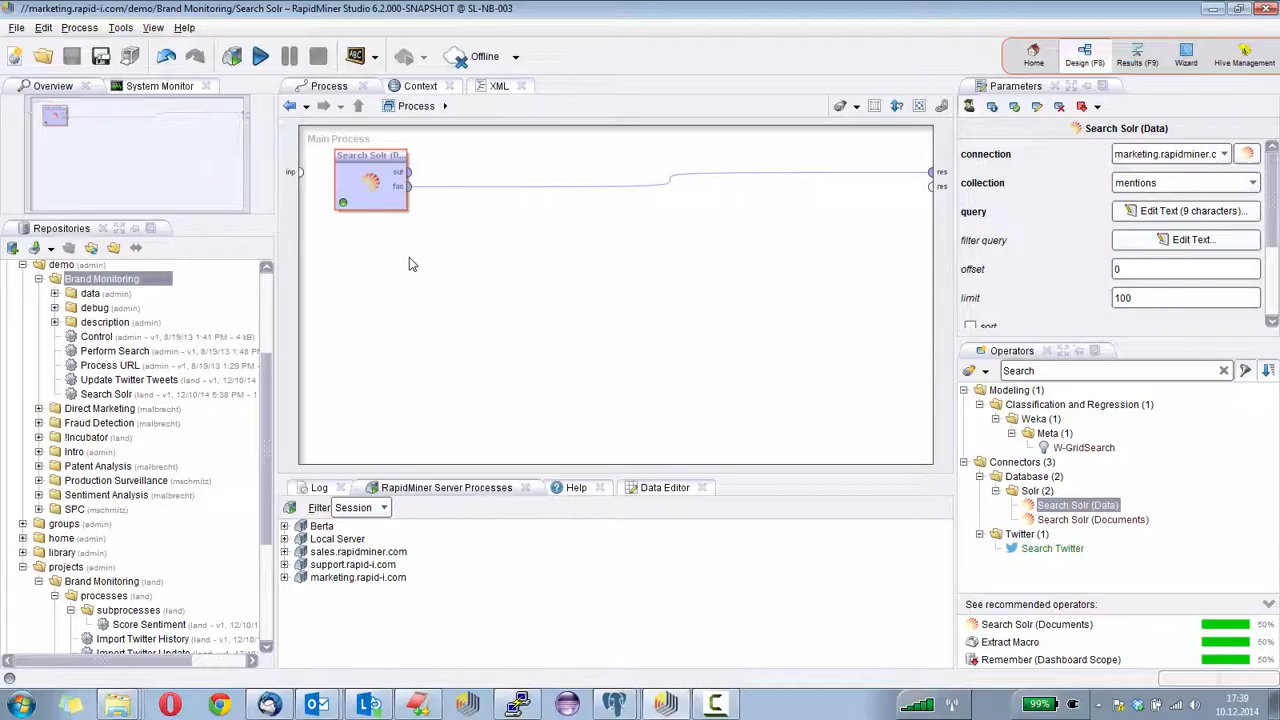 //marketing.rapid-i.com/demo/Brand Monitoring/Search Solr – RapidMiner Studio 6.2.000-SNAPSHOT @ SL-NB-003
File Edit Process Tools View Help
Offline
Home Design (F8) Results (F9) Wizard Hive Management
Overview System Monitor
Process Context XML
Process
Main Process
Search Solr (D...
inp
out
fac
res
res
Repositories
demo (admin)
Brand Monitoring
data (admin)
debug (admin)
description (admin)
Control (admin – v1, 8/19/13 1:41 PM – 4 kB)
Perform Search (admin – v1, 8/19/13 1:48 P
Process URL (admin – v1, 8/19/13 1:29 PM
Update Twitter Tweets (land – v1, 12/10/14
Search Solr (land – v1, 12/10/14 5:38 PM – 1
Direct Marketing (malbrecht)
Fraud Detection (malbrecht)
!Incubator (land)
Intro (malbrecht)
Patent Analysis (malbrecht)
Production Surveillance (mschmitz)
Sentiment Analysis (malbrecht)
SPC (mschmitz)
groups (admin)
home (admin)
library (admin)
projects (admin)
Brand Monitoring (land)
processes (land)
subprocesses (land)
Score Sentiment (land – v1, 12/10
Import Twitter History (land – v1, 12/
Import Twitter Update (land – v1, 12/
Log RapidMiner Server Processes Help Data Editor
Filter Session
Berta
Local Server
sales.rapidminer.com
support.rapid-i.com
marketing.rapid-i.com
Parameters
Search Solr (Data)
connection marketing.rapidminer.c
collection mentions
query Edit Text (9 characters)...
filter query Edit Text...
offset 0
limit 100
sort
Operators
Search
Modeling (1)
Classification and Regression (1)
Weka (1)
Meta (1)
W-GridSearch
Connectors (3)
Database (2)
Solr (2)
Search Solr (Data)
Search Solr (Documents)
Twitter (1)
Search Twitter
See recommended operators:
Search Solr (Documents) 50%
Extract Macro 50%
Remember (Dashboard Scope) 50%
99%
17:39
10.12.2014